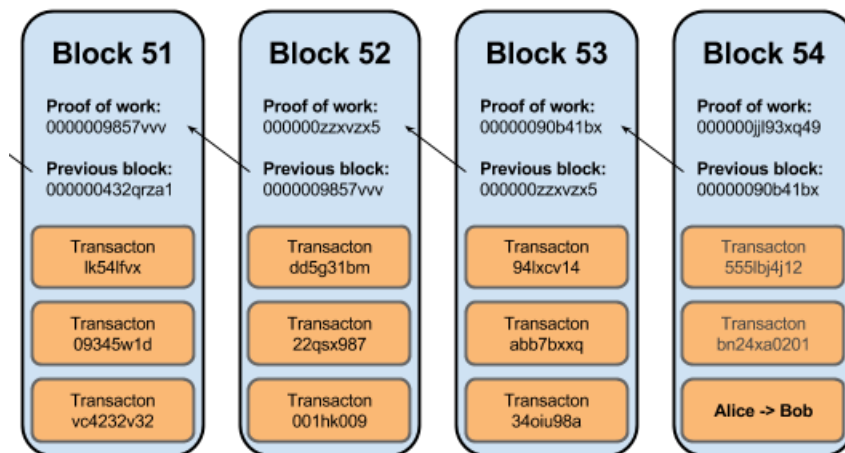 Block 51
Proof of work:
0000009857vvv
Previous block:
000000432qrza1
Transacton
lk54lfvx
Transacton
09345w1d
Transacton
vc4232v32
Block 52
Proof of work:
000000zzxvzx5
Previous block:
0000009857vvv
Transacton
dd5g31bm
Transacton
22qsx987
Transacton
001hk009
Block 53
Proof of work:
00000090b41bx
Previous block:
000000zzxvzx5
Transacton
94lxcv14
Transacton
abb7bxxq
Transacton
34oiu98a
Block 54
Proof of work:
000000jjl93xq49
Previous block:
00000090b41bx
Transacton
555lbj4j12
Transacton
bn24xa0201
Alice -> Bob